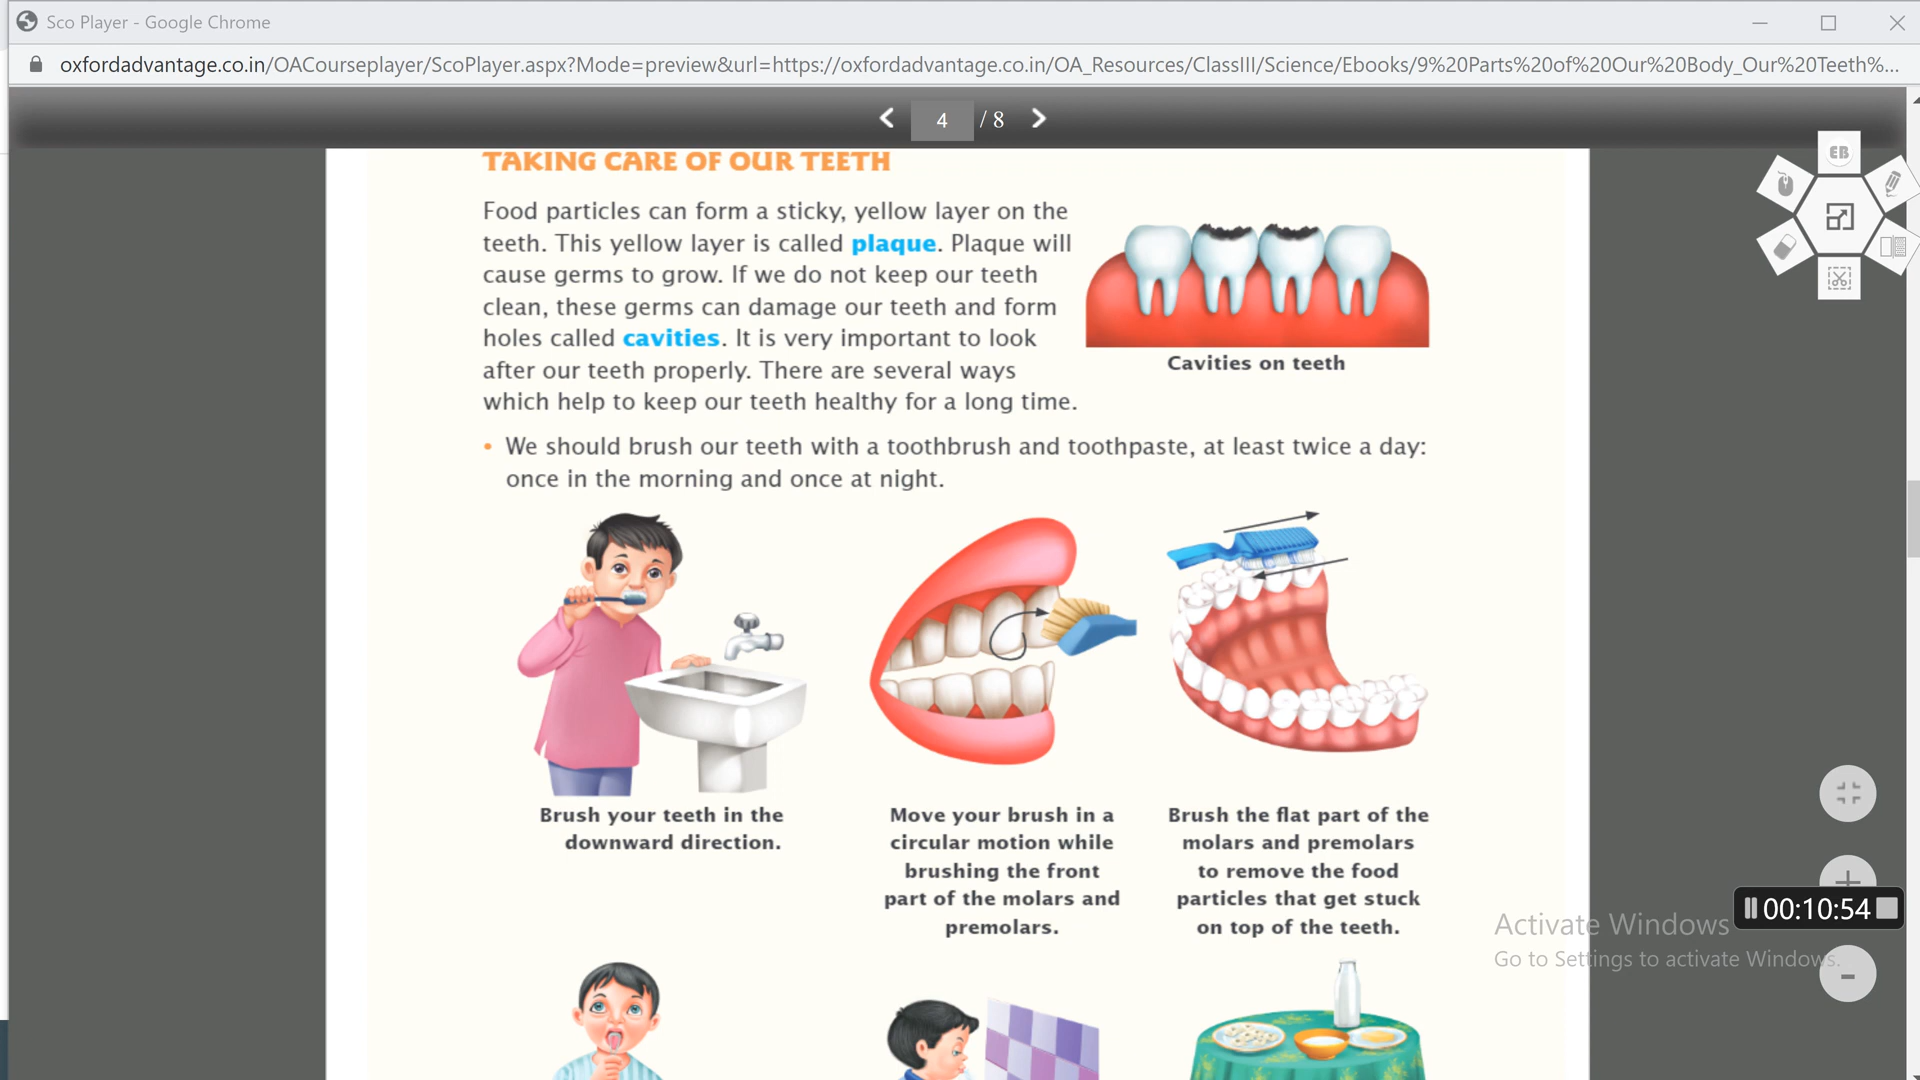 Sco Player - Google Chrome
oxfordadvantage.co.in/OACourseplayer/ScoPlayer.aspx?Mode=preview&url=https://oxfordadvantage.co.in/OA_Resources/ClassIII/Science/Ebooks/9%20Parts%20of%20Our%20Body_Our%20Teeth%...
4 / 8
EB
TAKING CARE OF OUR TEETH
Food particles can form a sticky, yellow layer on the
teeth. This yellow layer is called plaque. Plaque will
cause germs to grow. If we do not keep our teeth
clean, these germs can damage our teeth and form
holes called cavities. It is very important to look
after our teeth properly. There are several ways
which help to keep our teeth healthy for a long time.
Cavities on teeth
• We should brush our teeth with a toothbrush and toothpaste, at least twice a day:
once in the morning and once at night.
Brush your teeth in the
downward direction.
Move your brush in a
circular motion while
brushing the front
part of the molars and
premolars.
Brush the flat part of the
molars and premolars
to remove the food
particles that get stuck
on top of the teeth.
00:10:54
Activate Windows
Go to Settings to activate Windows.